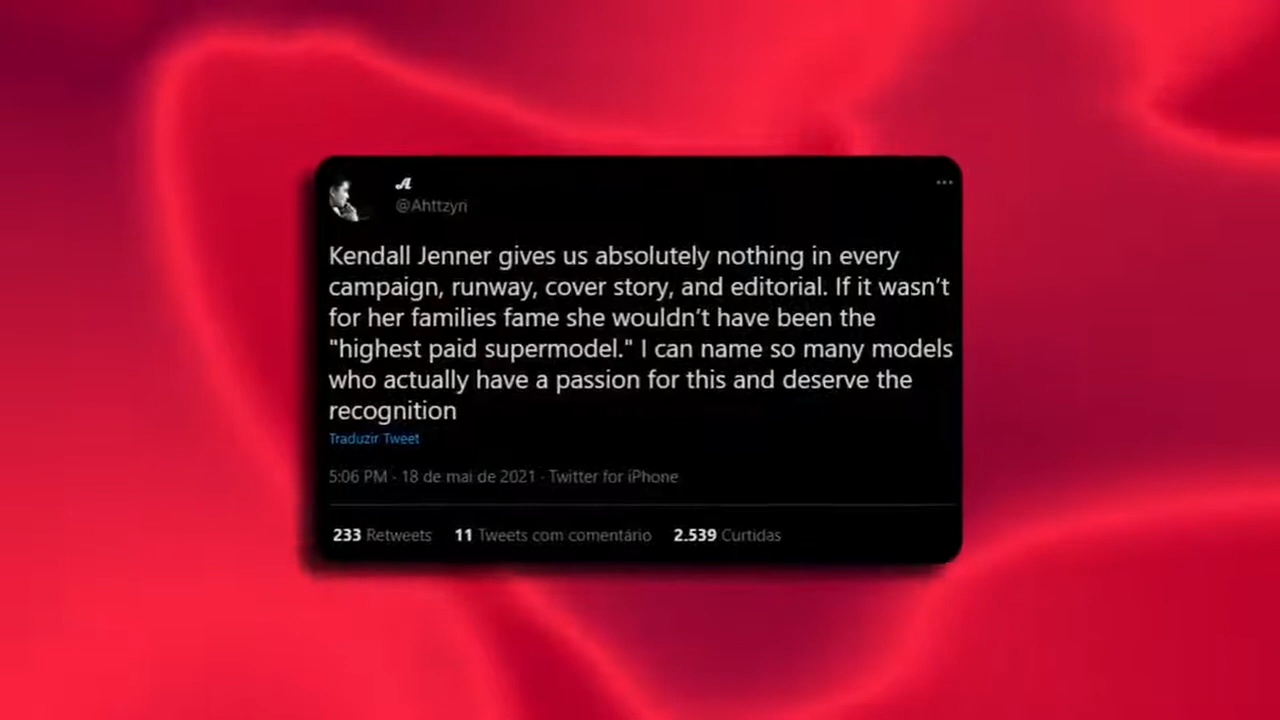 𝓐
@Ahttzyn
Kendall Jenner gives us absolutely nothing in every
campaign, runway, cover story, and editorial. If it wasn’t
for her families fame she wouldn’t have been the
"highest paid supermodel." I can name so many models
who actually have a passion for this and deserve the
recognition
Traduzir Tweet
5:06 PM · 18 de mai de 2021 · Twitter for iPhone
233 Retweets 11 Tweets com comentário 2.539 Curtidas